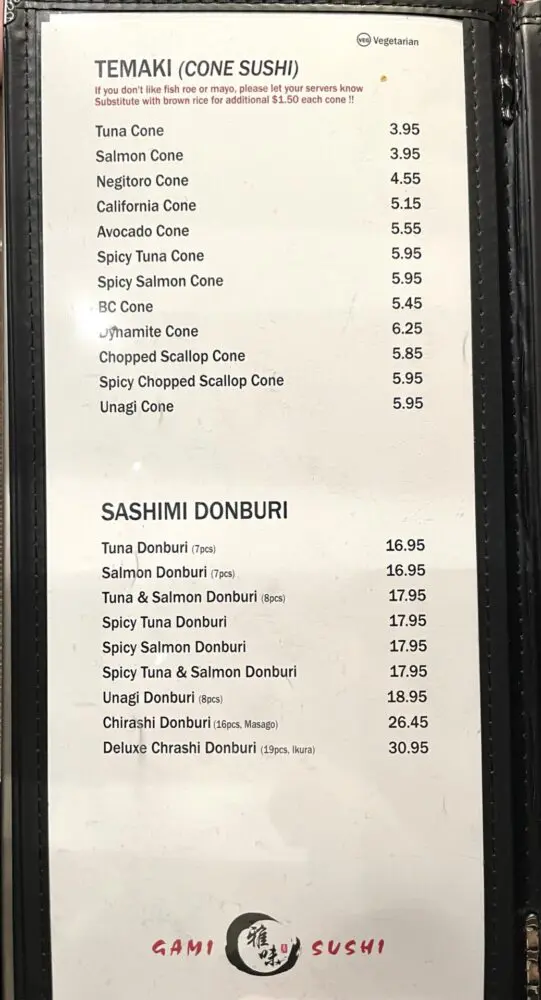 VEG Vegetarian
TEMAKI (CONE SUSHI)
If you don't like fish roe or mayo, please let your servers know
Substitute with brown rice for additional $1.50 each cone !!
Tuna Cone 3.95
Salmon Cone 3.95
Negitoro Cone 4.55
California Cone 5.15
Avocado Cone 5.55
Spicy Tuna Cone 5.95
Spicy Salmon Cone 5.95
BC Cone 5.45
Dynamite Cone 6.25
Chopped Scallop Cone 5.85
Spicy Chopped Scallop Cone 5.95
Unagi Cone 5.95
SASHIMI DONBURI
Tuna Donburi (7pcs) 16.95
Salmon Donburi (7pcs) 16.95
Tuna & Salmon Donburi (8pcs) 17.95
Spicy Tuna Donburi 17.95
Spicy Salmon Donburi 17.95
Spicy Tuna & Salmon Donburi 17.95
Unagi Donburi (8pcs) 18.95
Chirashi Donburi (16pcs, Masago) 26.45
Deluxe Chrashi Donburi (19pcs, Ikura) 30.95
GAMI 雅味 SUSHI